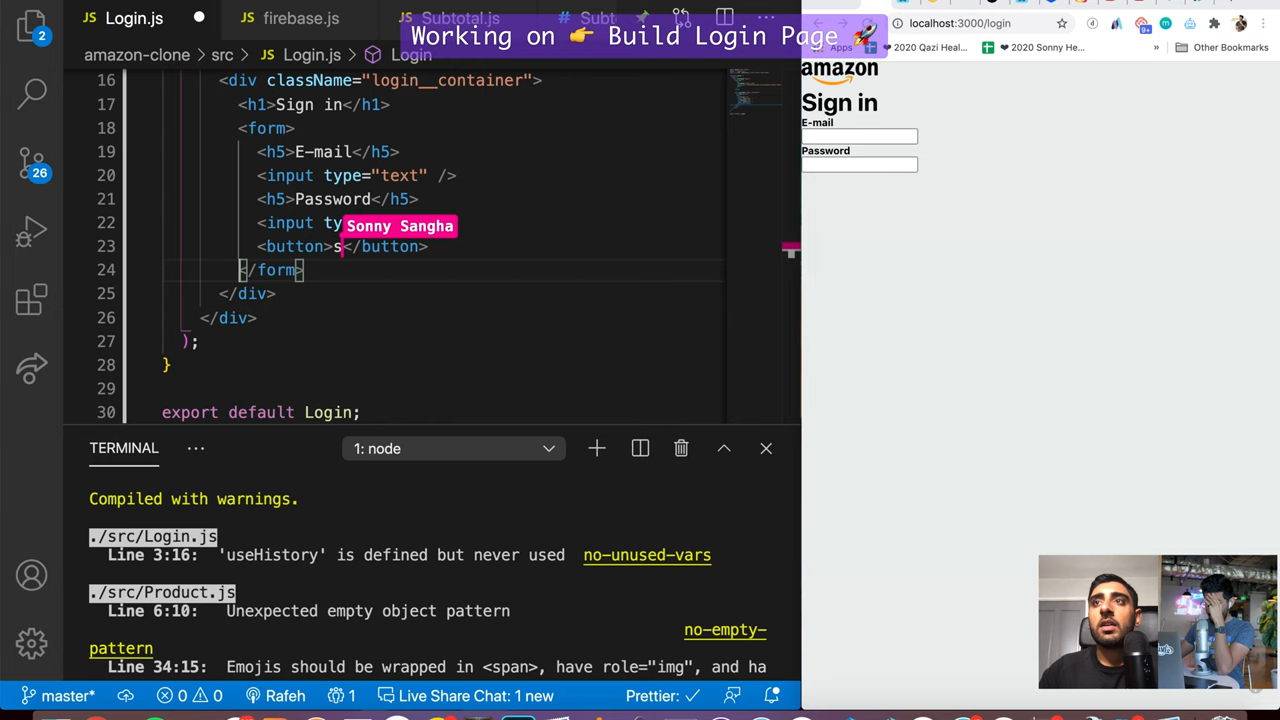 Login.js
firebase.js
Subtotal.js
# Subt
2
Working on 👉 Build Login Page 🚀
amazon-clone > src > Login.js > Login
16 <div className="login__container">
17 <h1>Sign in</h1>
18 <form>
19 <h5>E-mail</h5>
20 <input type="text" />
21 <h5>Password</h5>
22 <input ty
Sonny Sangha
23 <button>s</button>
24 </form>
25 </div>
26 </div>
27 );
28 }
29
30 export default Login;
26
TERMINAL ...
1: node
Compiled with warnings.
./src/Login.js
Line 3:16: 'useHistory' is defined but never used no-unused-vars
./src/Product.js
Line 6:10: Unexpected empty object pattern
no-empty-
pattern
Line 34:15: Emojis should be wrapped in <span>, have role="img", and ha
master* 0 0 Rafeh 1 Live Share Chat: 1 new Prettier: ✓
localhost:3000/login
Apps ❤ 2020 Qazi Heal... ❤ 2020 Sonny He... » Other Bookmarks
amazon
Sign in
E-mail
Password